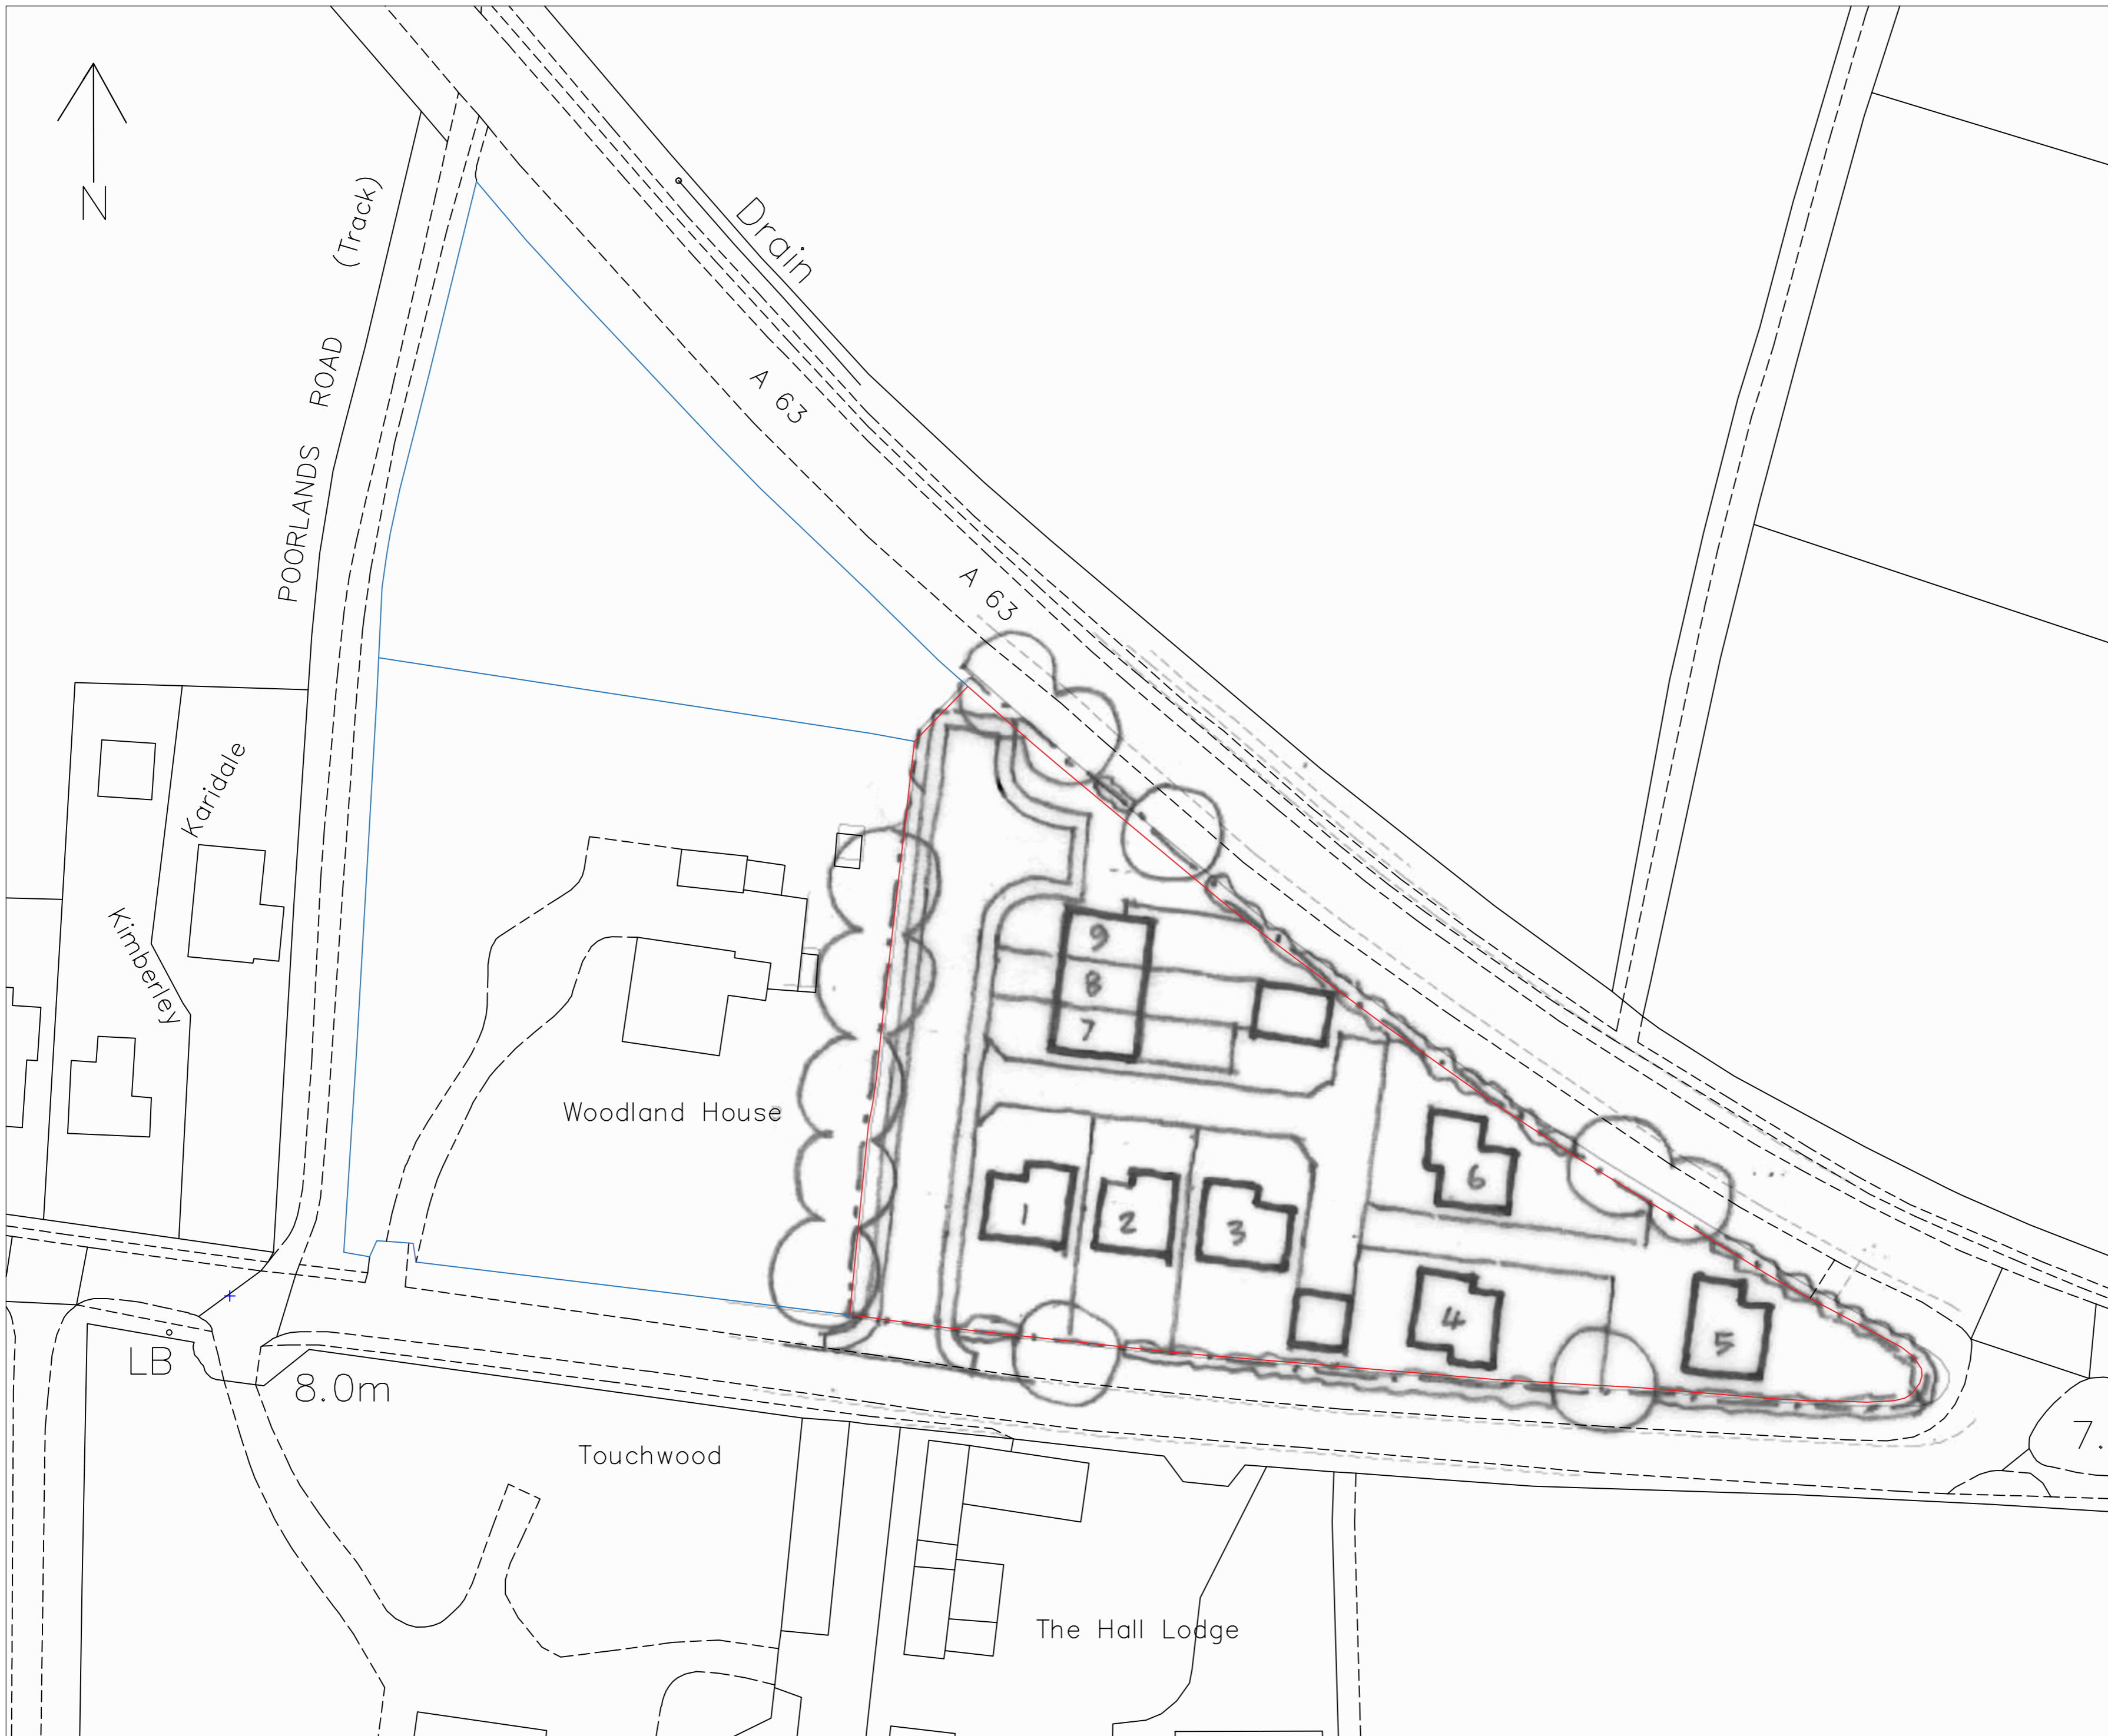 N
(Track)
POORLANDS ROAD
Drain
A 63
A 63
Karidale
Kimberley
Woodland House
9
8
7
6
1
2
3
4
5
LB
8.0m
7.
Touchwood
The Hall Lodge